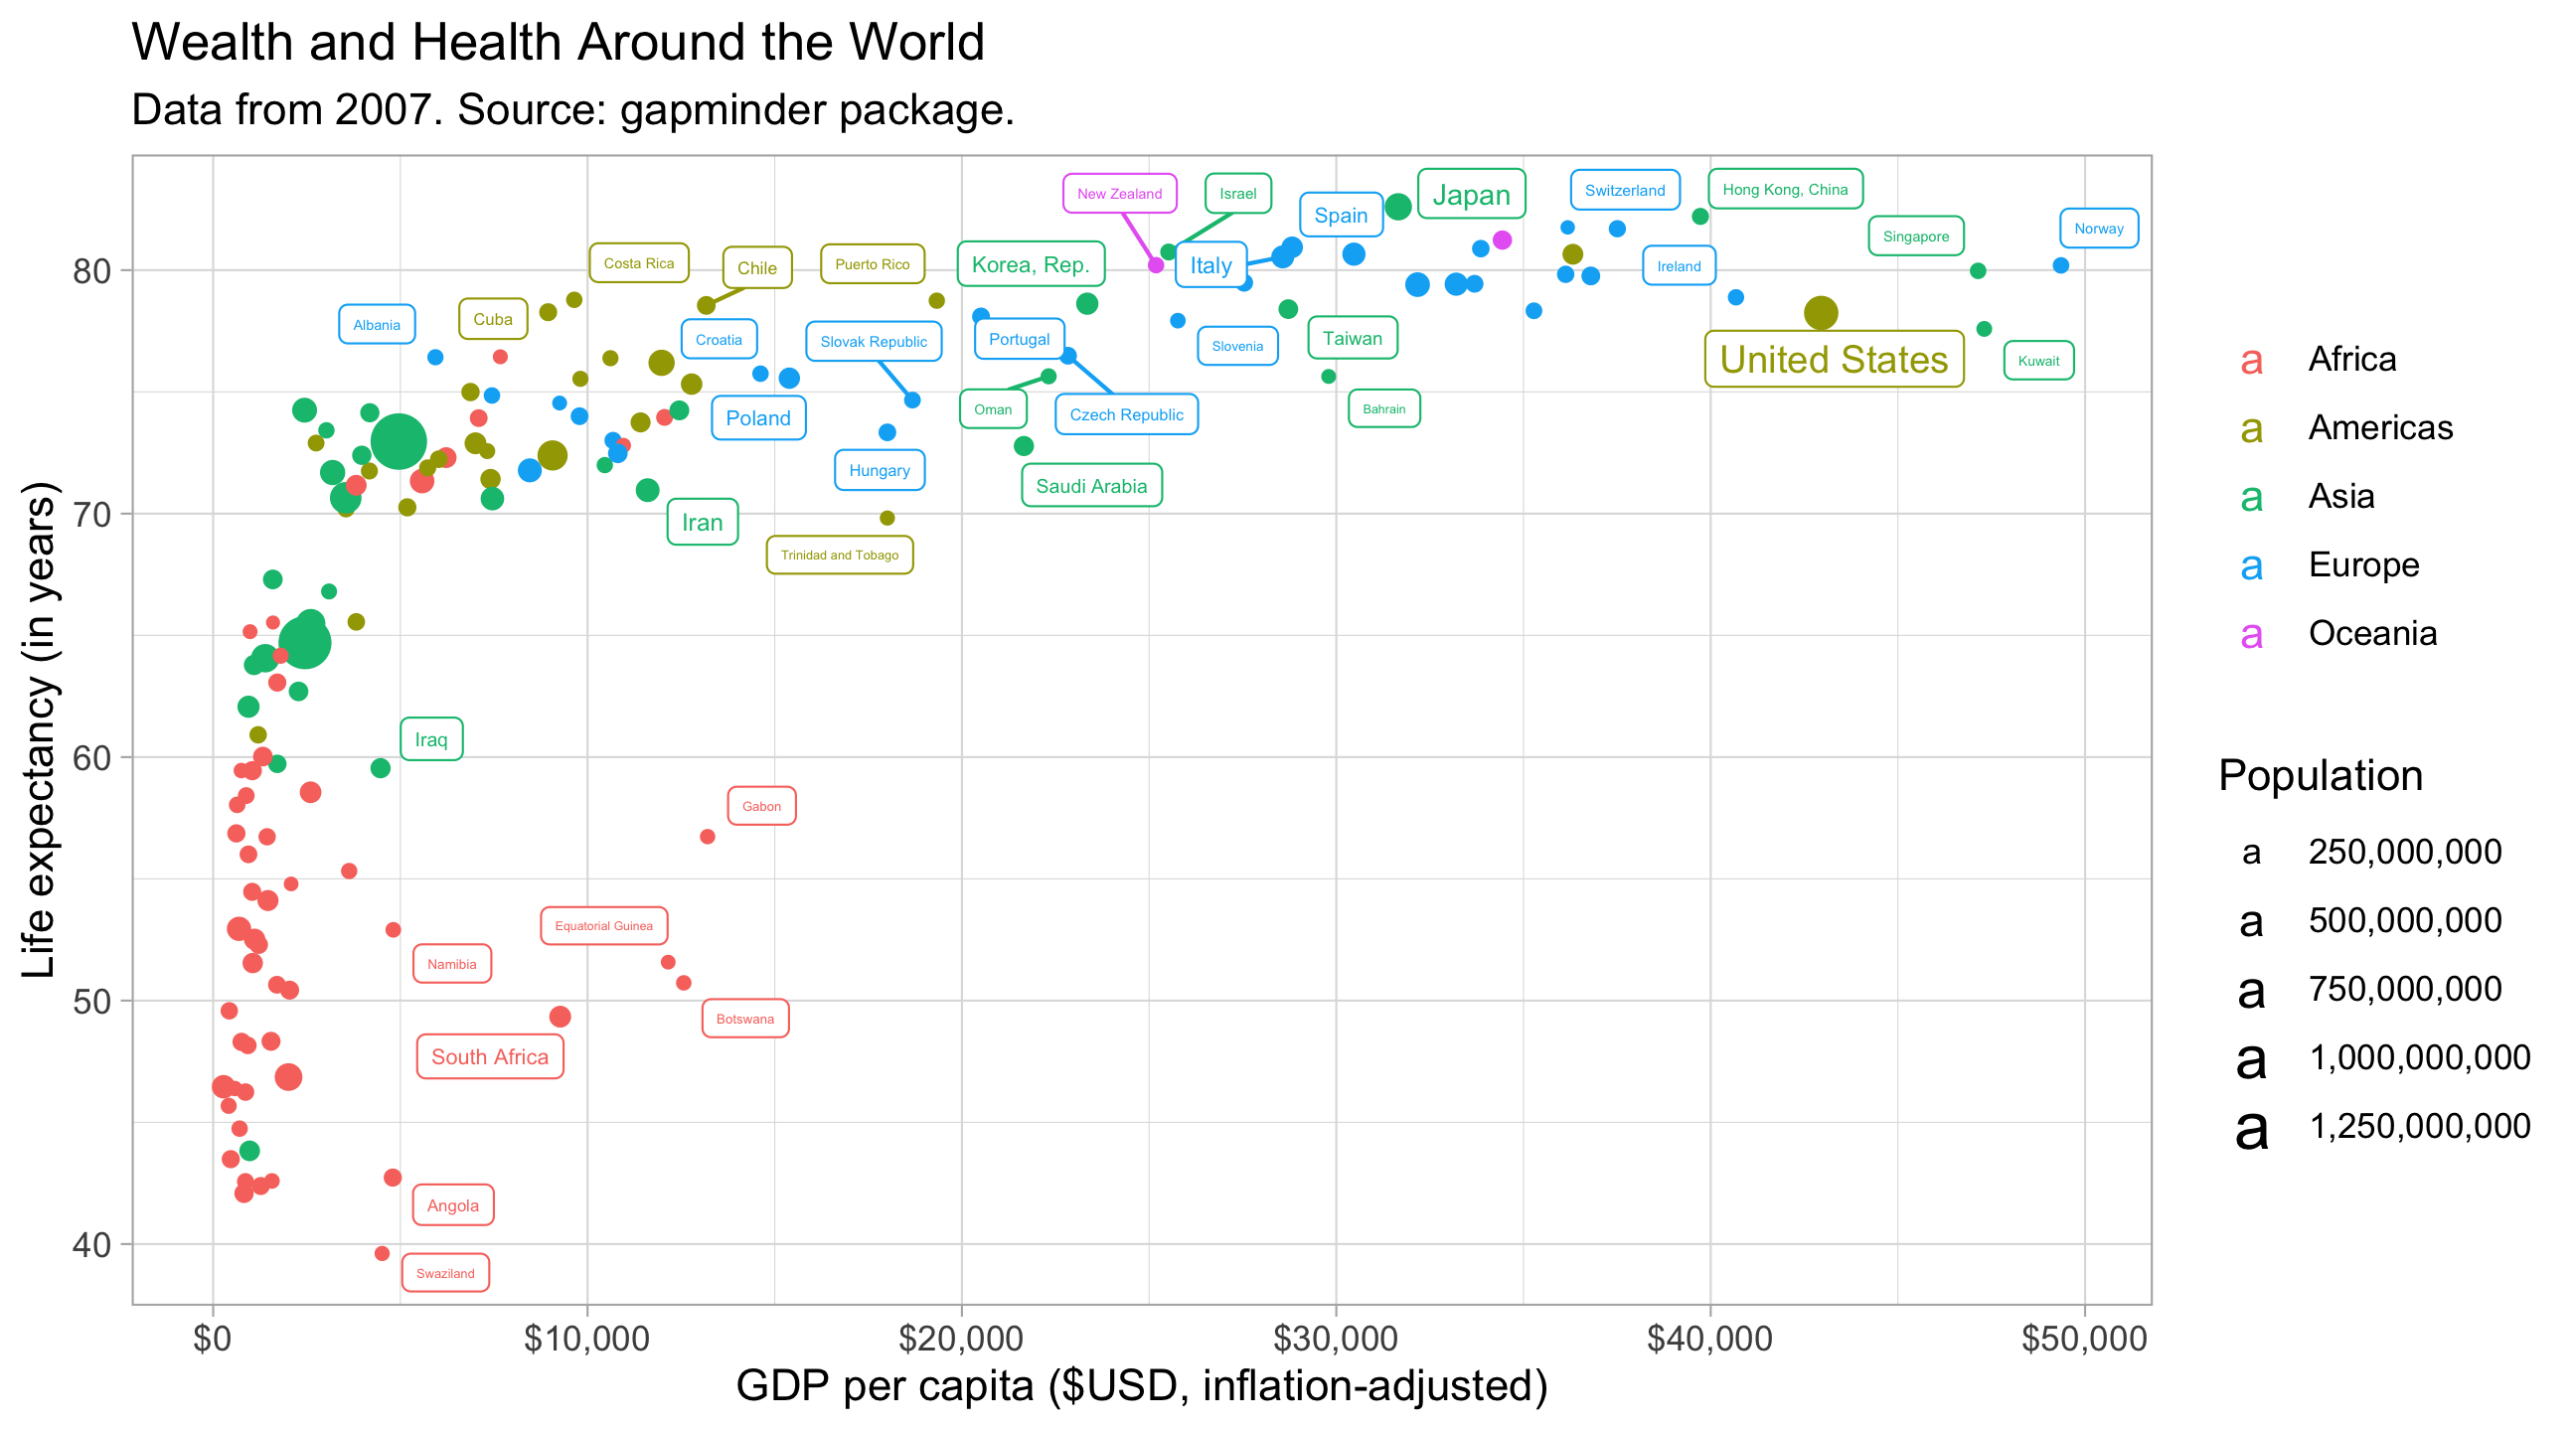 Wealth and Health Around the World
Data from 2007. Source: gapminder package.
Life expectancy (in years)
80
70
60
50
40
New Zealand
Israel
Spain
Japan
Switzerland
Hong Kong, China
Singapore
Norway
Costa Rica
Chile
Puerto Rico
Korea, Rep.
Italy
Ireland
Albania
Cuba
Croatia
Slovak Republic
Portugal
Slovenia
Taiwan
United States
Kuwait
Poland
Oman
Czech Republic
Bahrain
Hungary
Saudi Arabia
Iran
Trinidad and Tobago
Iraq
Gabon
Equatorial Guinea
Namibia
Botswana
South Africa
Angola
Swaziland
$0
$10,000
$20,000
$30,000
$40,000
$50,000
GDP per capita ($USD, inflation-adjusted)
a Africa
a Americas
a Asia
a Europe
a Oceania
Population
a 250,000,000
a 500,000,000
a 750,000,000
a 1,000,000,000
a 1,250,000,000